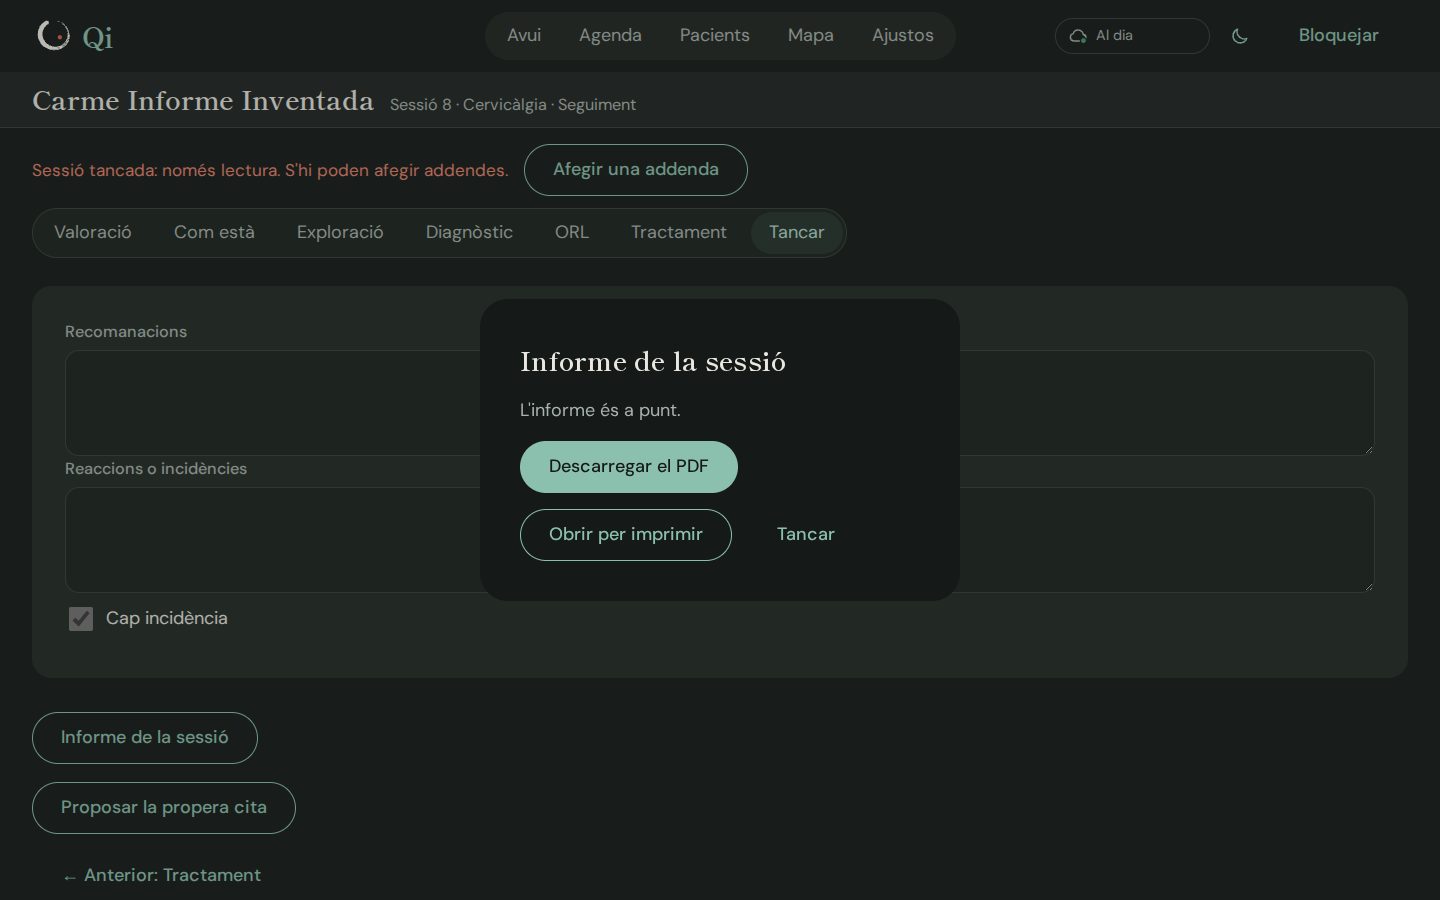 Qi
Avui Agenda Pacients Mapa Ajustos
Al dia
Bloquejar
Carme Informe Inventada Sessió 8 · Cervicàlgia · Seguiment
Sessió tancada: només lectura. S'hi poden afegir addendes. Afegir una addenda
Valoració Com està Exploració Diagnòstic ORL Tractament Tancar
Recomanacions
Reaccions o incidències
Cap incidència
Informe de la sessió
L'informe és a punt.
Descarregar el PDF
Obrir per imprimir Tancar
Informe de la sessió
Proposar la propera cita
← Anterior: Tractament